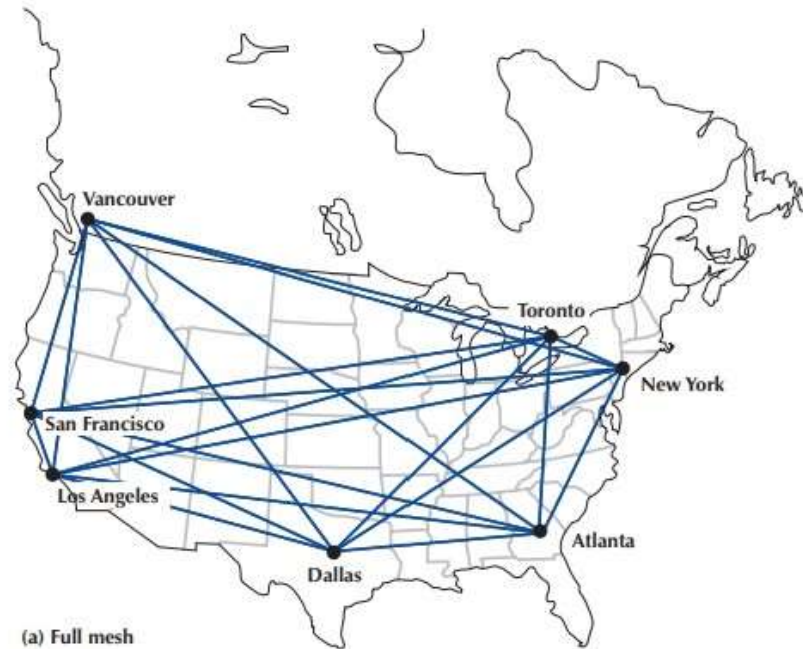 Vancouver
Toronto
New York
San Francisco
Los Angeles
Atlanta
Dallas
(a) Full mesh